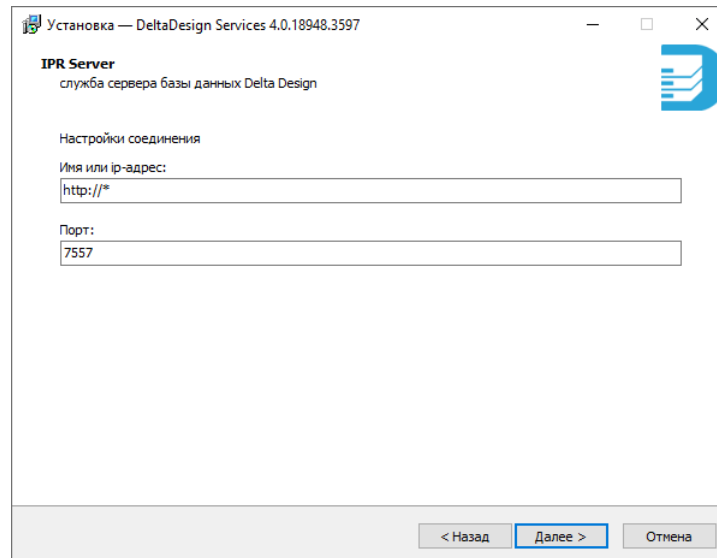 Установка — DeltaDesign Services 4.0.18948.3597
IPR Server
служба сервера базы данных Delta Design
Настройки соединения
Имя или ip-адрес:
http://*
Порт:
7557
< Назад
Далее >
Отмена